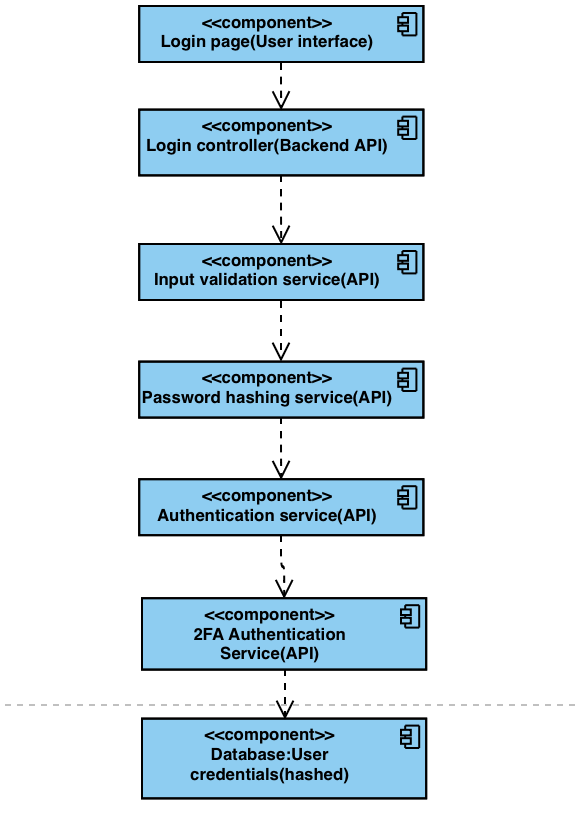 <<component>>
Login page(User interface)
<<component>>
Login controller(Backend API)
<<component>>
Input validation service(API)
<<component>>
Password hashing service(API)
<<component>>
Authentication service(API)
<<component>>
2FA Authentication
Service(API)
<<component>>
Database:User
credentials(hashed)